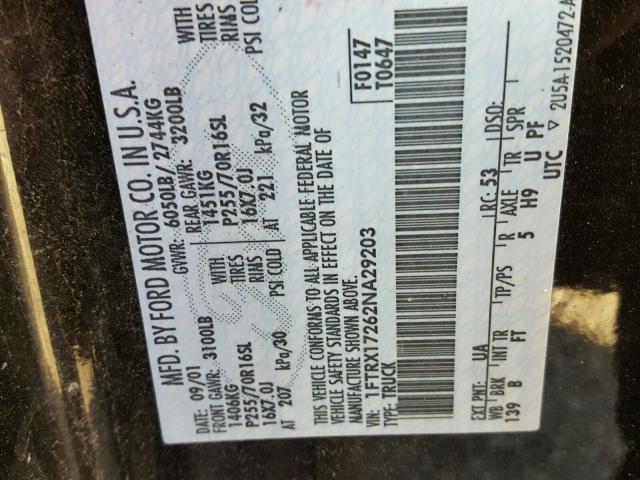 MFD. BY FORD MOTOR CO. IN U.S.A.
DATE: 09/01 GVWR: 6050LB/ 2744KG
FRONT GAWR: 3100LB REAR GAWR: 3200LB
1406KG WITH 1451KG WITH
P255/70R16SL TIRES P255/70R16SL TIRES
16X7.0J RIMS 16X7.0J RIMS
AT 207 kPa/30 PSI COLD AT 221 kPa/32 PSI COL
THIS VEHICLE CONFORMS TO ALL APPLICABLE FEDERAL MOTOR
VEHICLE SAFETY STANDARDS IN EFFECT ON THE DATE OF
MANUFACTURE SHOWN ABOVE.
VIN: 1FTRX17262NA29203
TYPE: TRUCK
F0147
T0647
EXT PNT: UA RC: 53 DSO:
WB BRK INT TR TP/PS R AXLE TR SPR
139 B FT 5 H9 U PF
UTC ▽ 2U5A-1520472-A